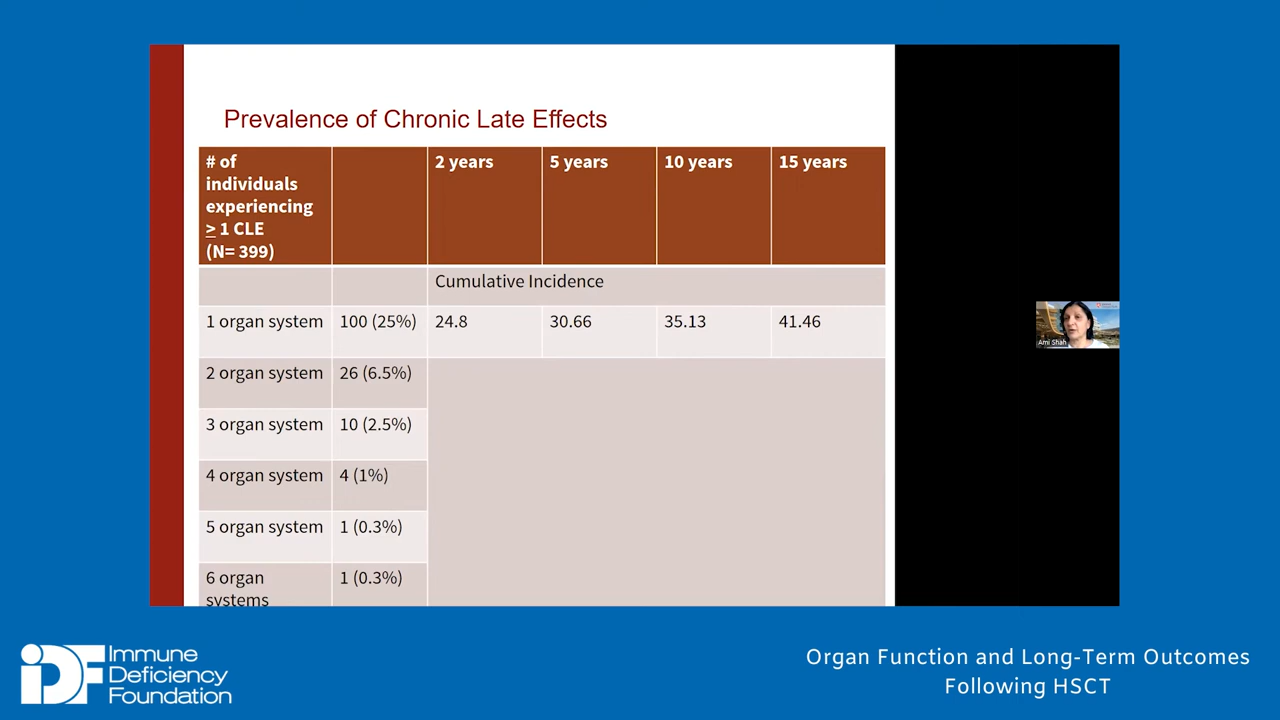 Prevalence of Chronic Late Effects
# of
individuals
experiencing
≥ 1 CLE
(N= 399)
2 years
5 years
10 years
15 years
Cumulative Incidence
1 organ system
100 (25%)
24.8
30.66
35.13
41.46
2 organ system
26 (6.5%)
3 organ system
10 (2.5%)
4 organ system
4 (1%)
5 organ system
1 (0.3%)
6 organ
systems
1 (0.3%)
Ami Shah
iDF
Immune
Deficiency
Foundation
Organ Function and Long-Term Outcomes
Following HSCT